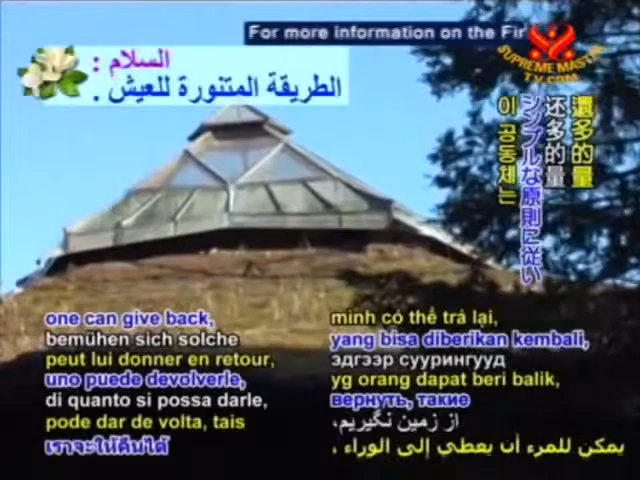 For more information on the Fir
SUPREME MASTER
TV.COM
السلام :
الطريقة المتنورة للعيش .
還多的量
还多的量
シンプルな原則に従い
이 공동체는
one can give back,
bemühen sich solche
peut lui donner en retour,
uno puede devolverle,
di quanto si possa darle,
pode dar de volta, tais
เราจะให้คืนได้
mình có thể trả lại,
yang bisa diberikan kembali,
эдгээр суурингууд
yg orang dapat beri balik,
вернуть, такие
از زمین نگیریم،
يمكن للمرء أن يعطي إلى الوراء ،